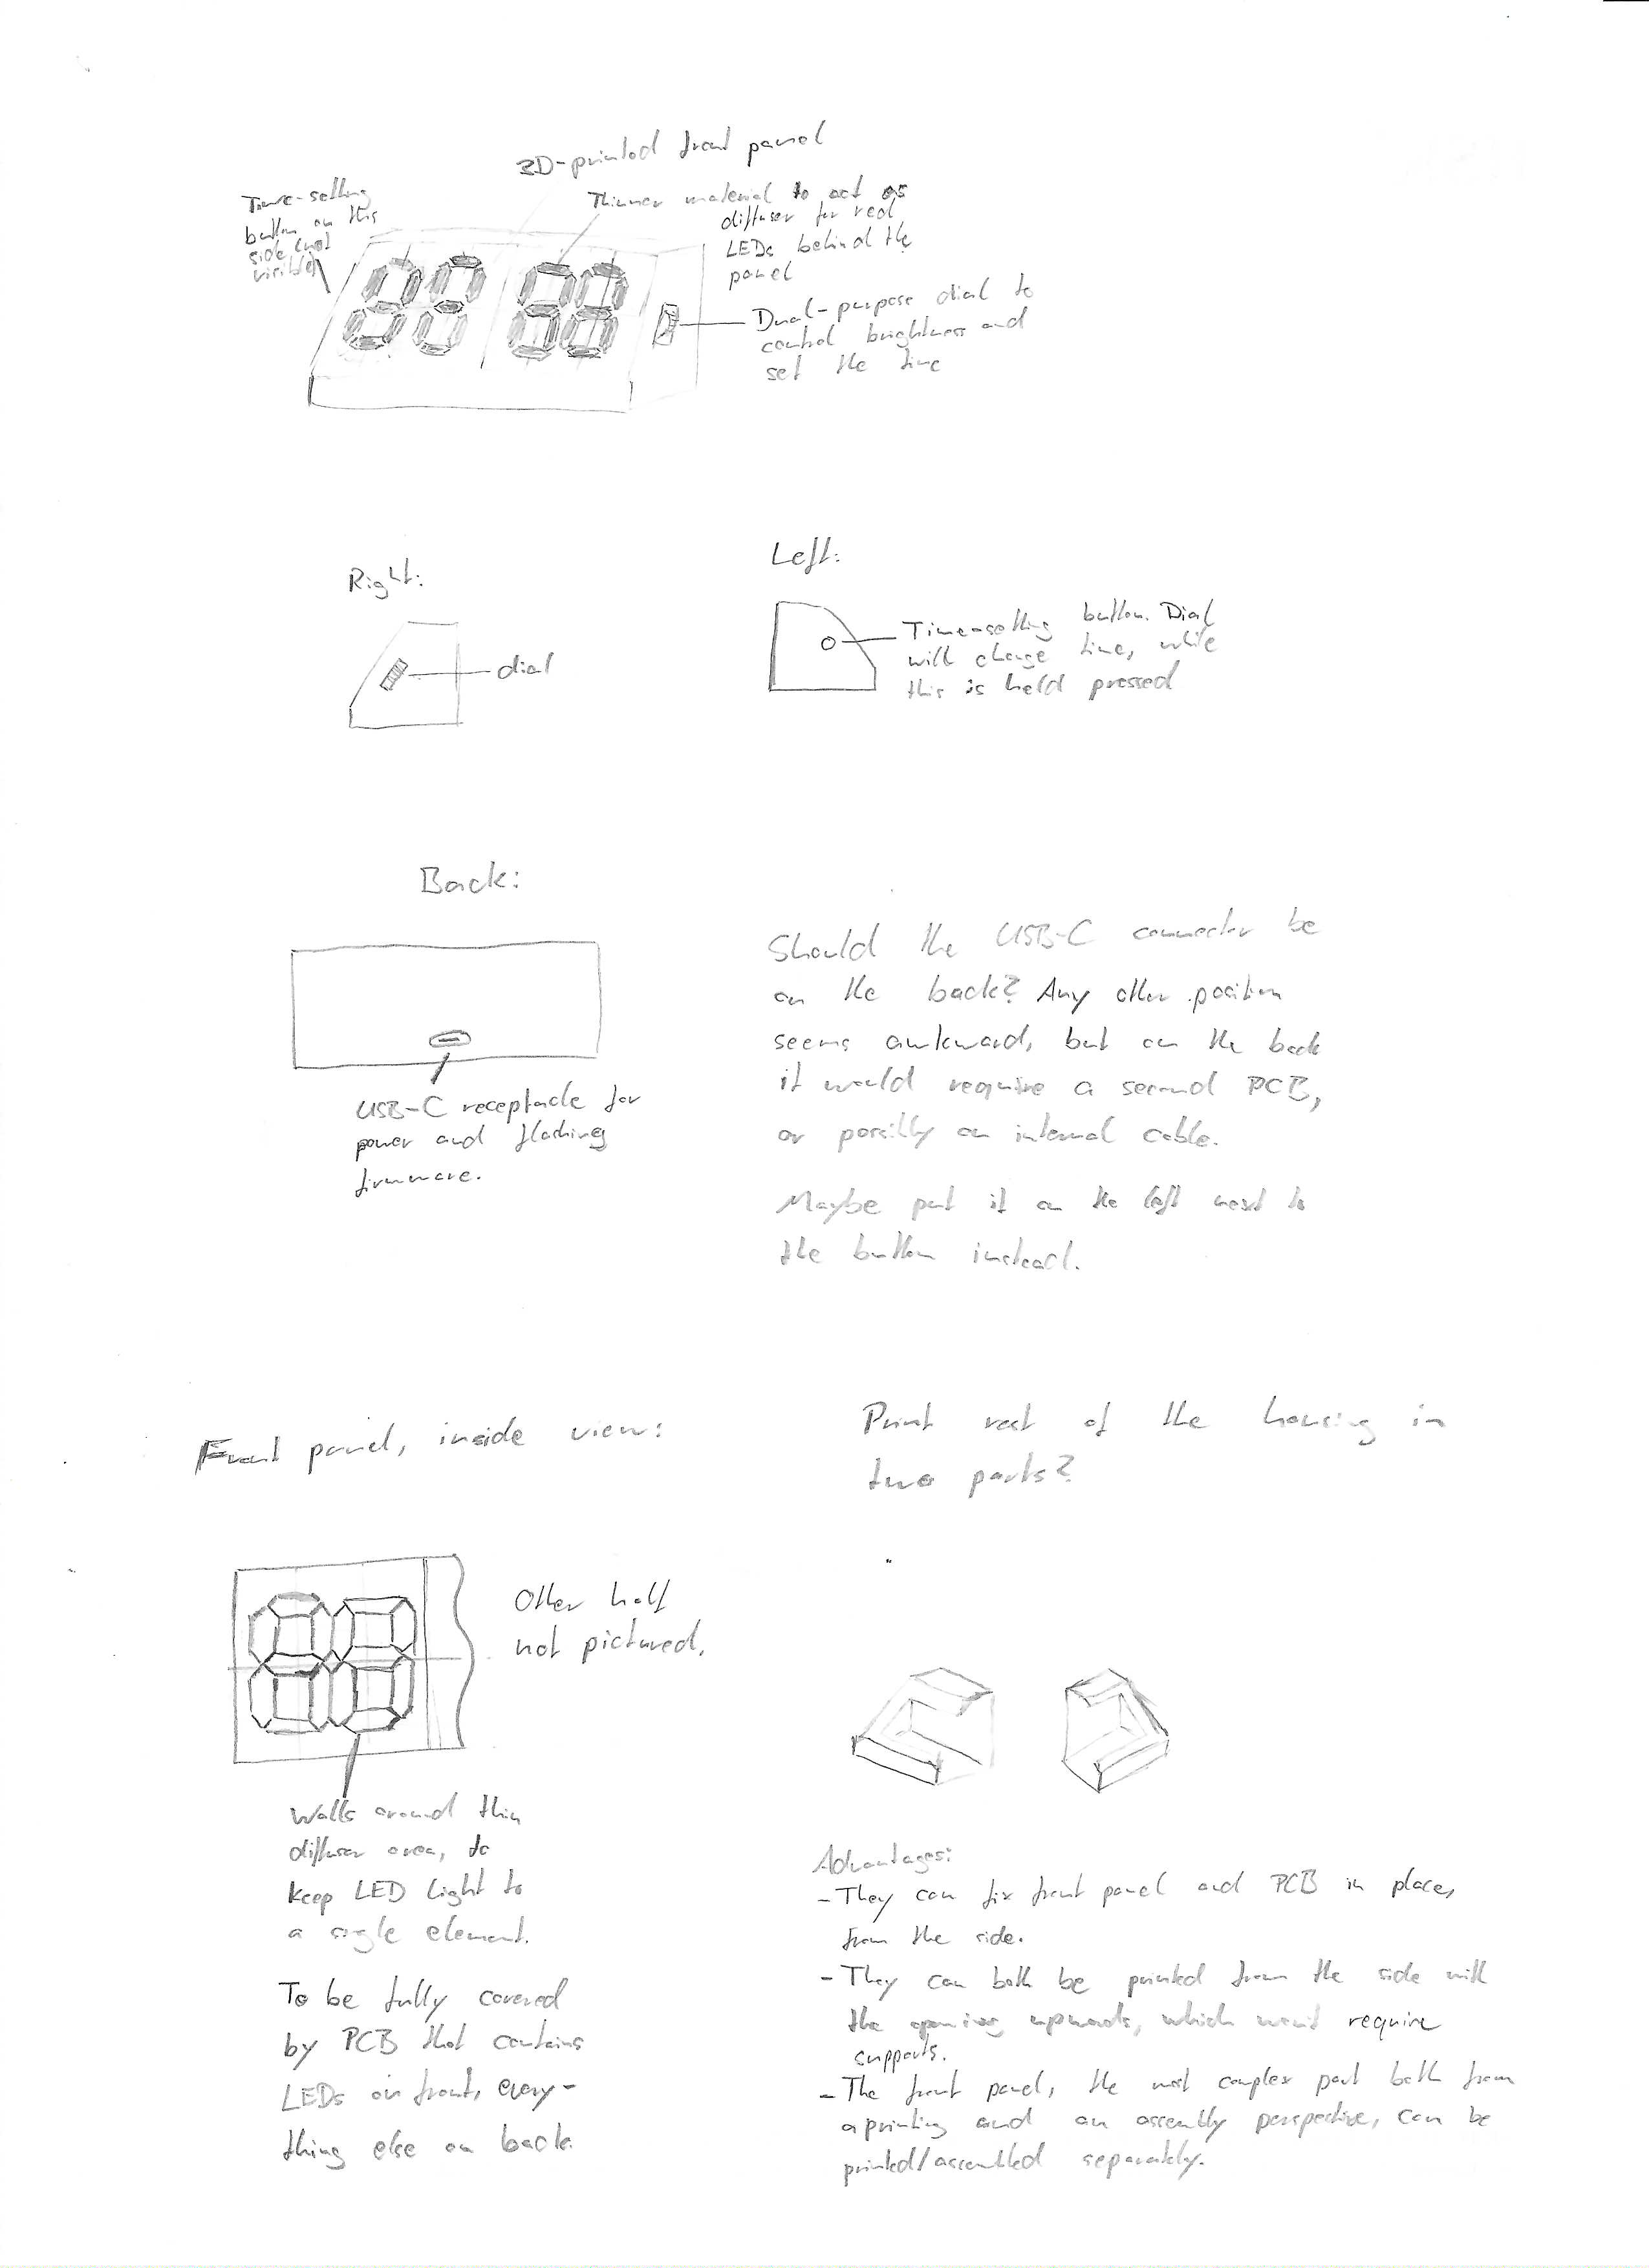 3D-printed front panel
Time-setting
button on this
side (not
visible)
Thinner material to act as
diffuser for red
LEDs behind the
panel
Dual-purpose dial to
control brightness and
set the time
Right:
dial
Left:
Time-setting button. Dial
will change time, while
this is held pressed
Back:
USB-C receptacle for
power and flashing
firmware.
Should the USB-C connector be
on the back? Any other position
seems awkward, but on the back
it would require a second PCB,
or possibly an internal cable.
Maybe put it on the left next to
the button instead.
Front panel, inside view:
Other half
not pictured.
Walls around thin
diffuser area, to
keep LED light to
a single element.
To be fully covered
by PCB that contains
LEDs on front, every-
thing else on back.
Print rest of the housing in
two parts?
Advantages:
- They can fix front panel and PCB in place,
from the side.
- They can both be printed from the side with
the opening upwards, which won't require
supports.
- The front panel, the most complex part both from
a printing and an assembly perspective, can be
printed/assembled separately.